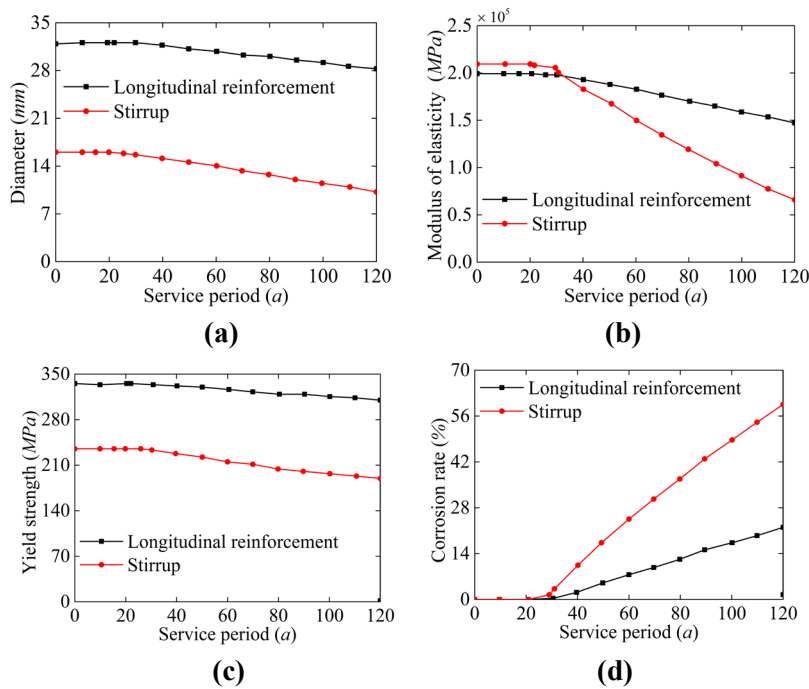 35
28
21
14
7
0
Diameter (mm)
Longitudinal reinforcement
Stirrup
0 20 40 60 80 100 120
Service period (a)
(a)
× 10⁵
2.5
2.0
1.5
1.0
0.5
0.0
Modulus of elasticity (MPa)
Longitudinal reinforcement
Stirrup
0 20 40 60 80 100 120
Service period (a)
(b)
350
280
210
140
70
0
Yield strength (MPa)
Longitudinal reinforcement
Stirrup
0 20 40 60 80 100 120
Service period (a)
(c)
70
56
42
28
14
0
Corrosion rate (%)
Longitudinal reinforcement
Stirrup
0 20 40 60 80 100 120
Service period (a)
(d)